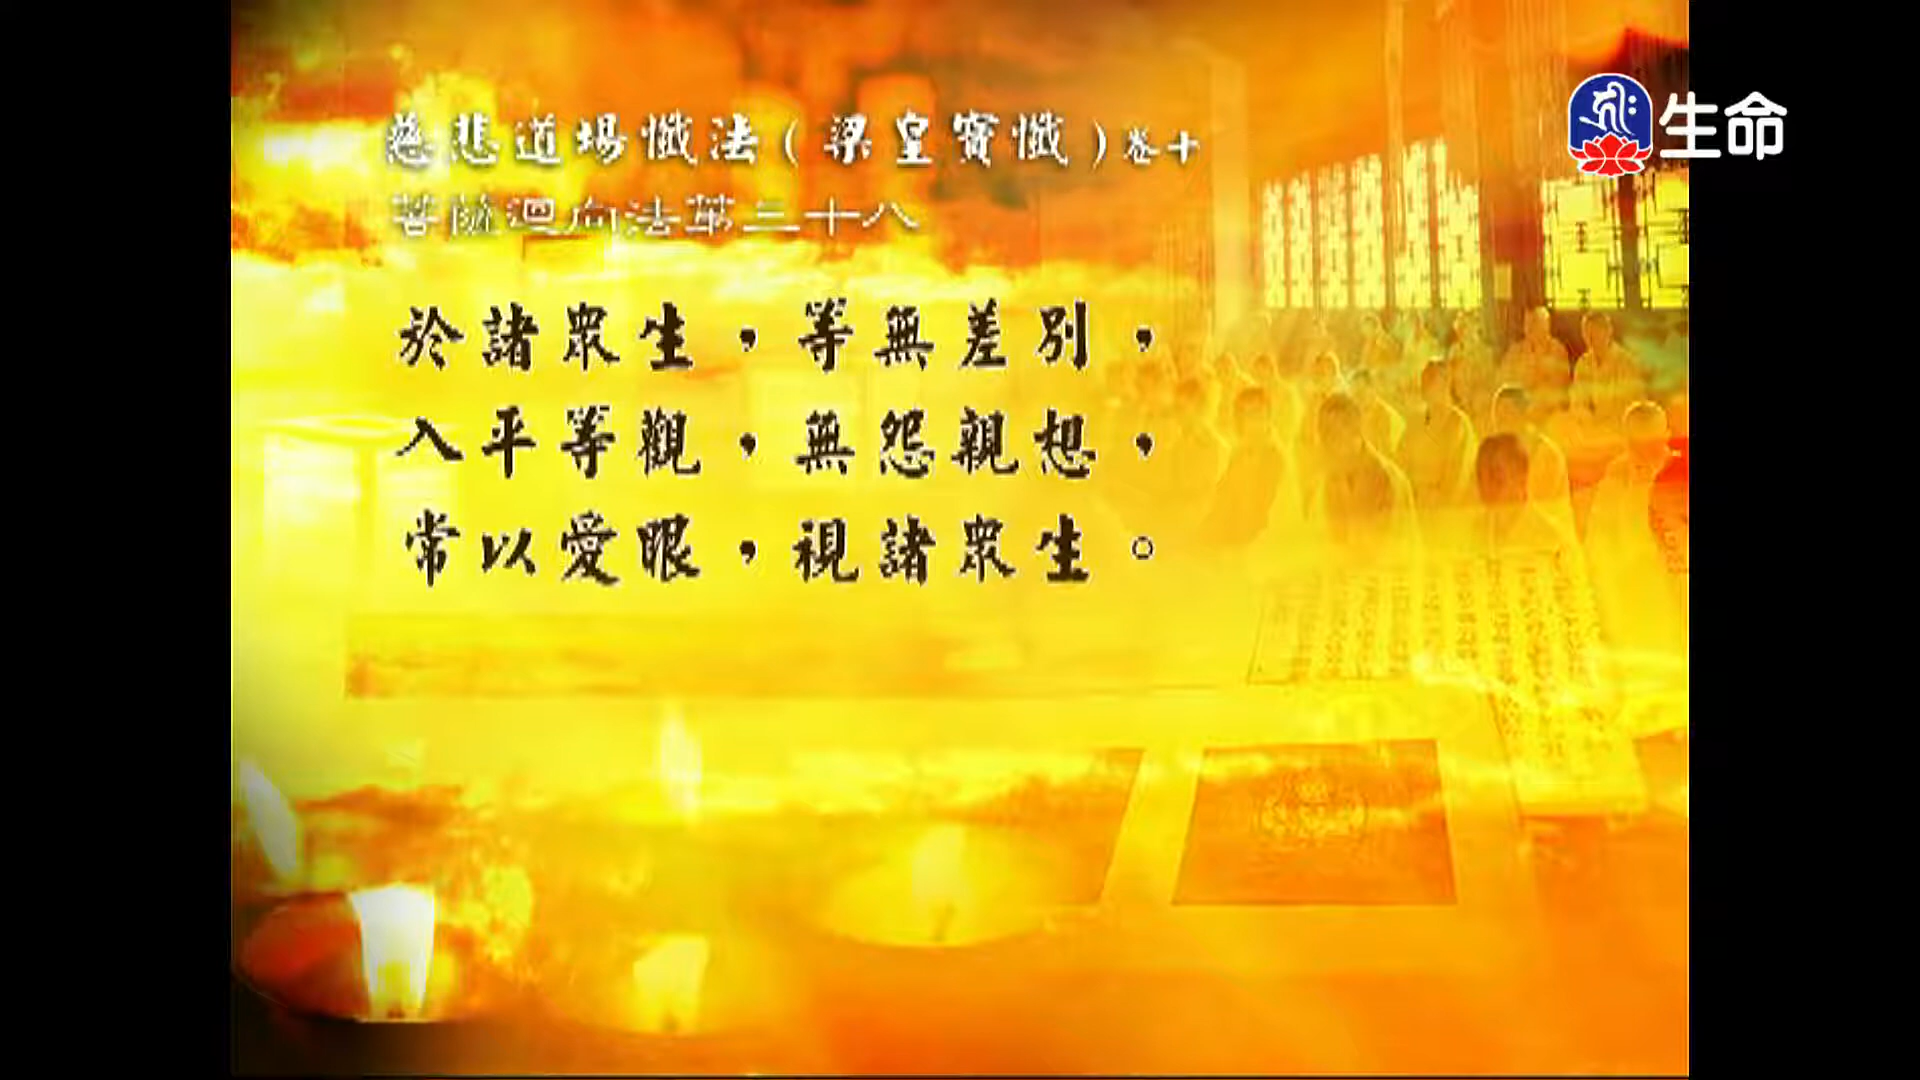 慈悲道場懺法(梁皇寶懺)卷十
菩薩迴向法第三十八
於諸眾生，等無差別，
入平等觀，無怨親想，
常以愛眼，視諸眾生。
生命